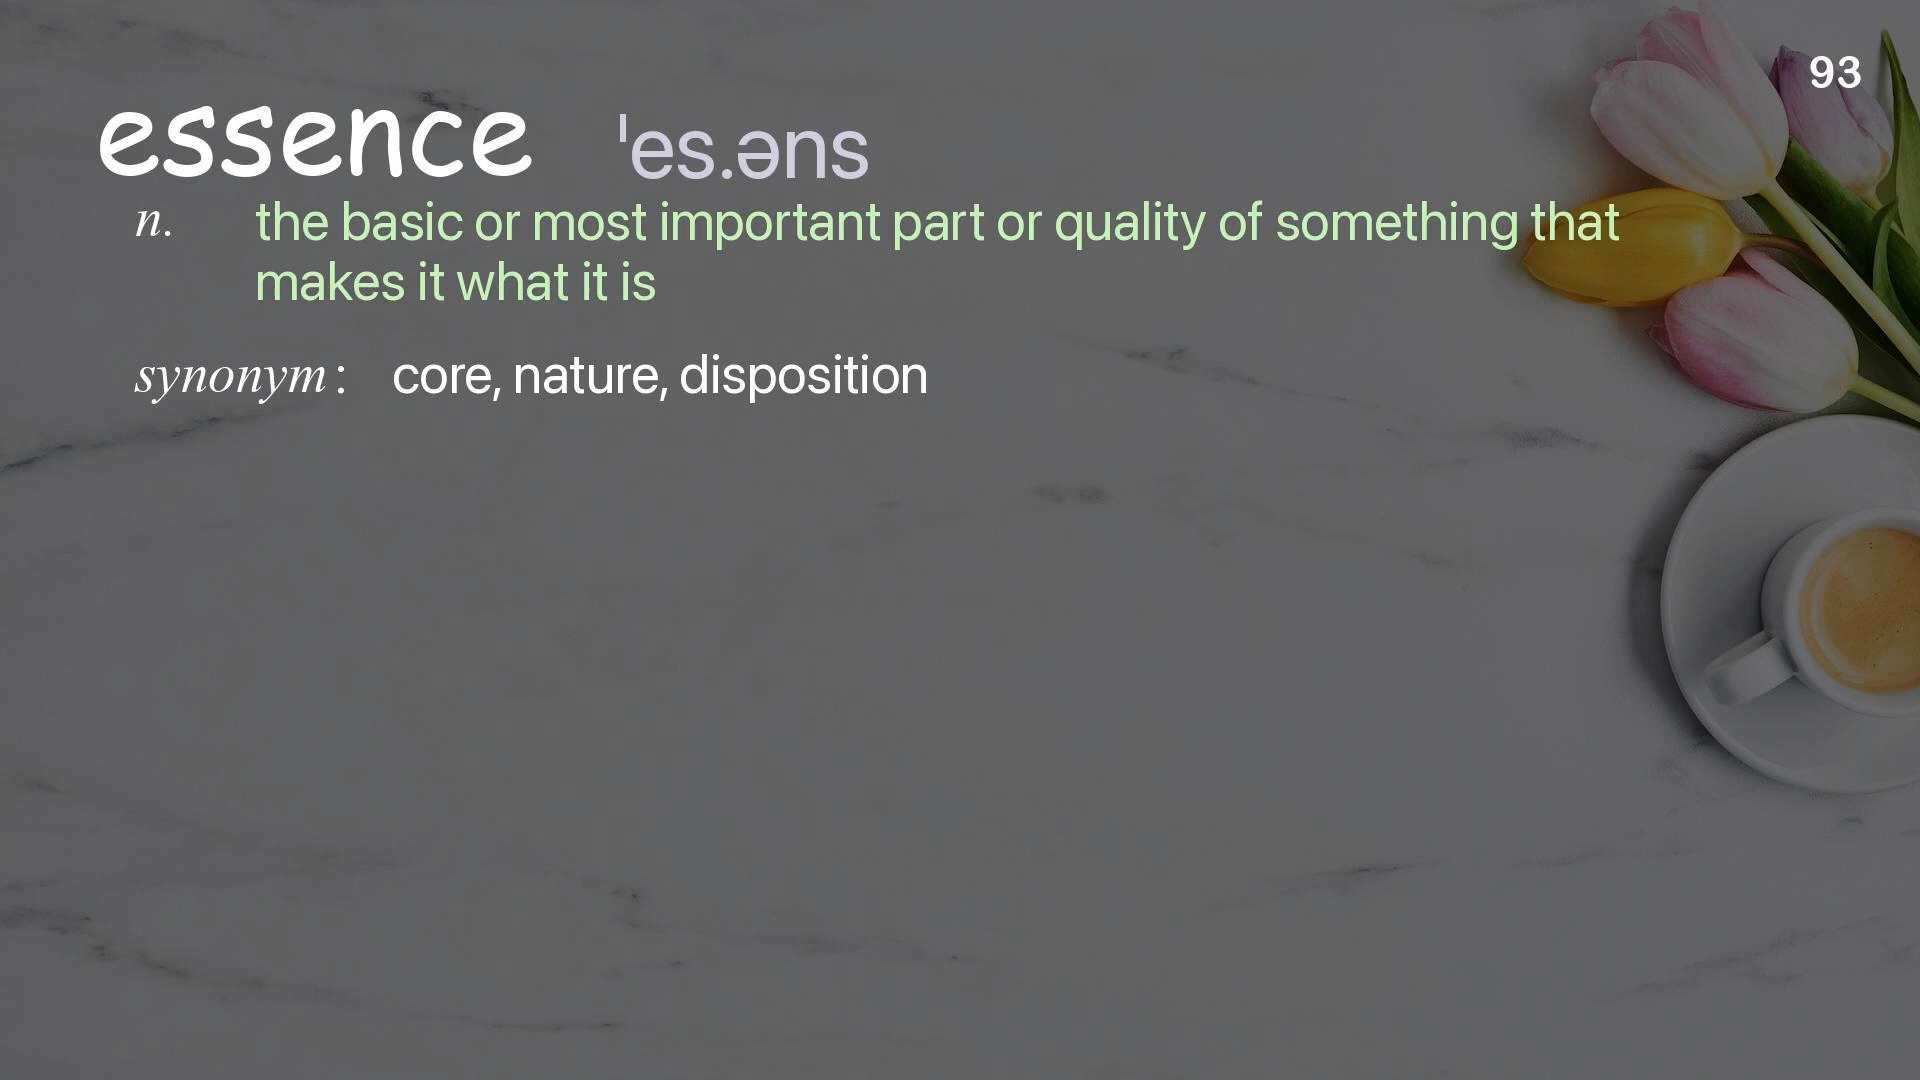 93
essence ˈes.əns
n. the basic or most important part or quality of something that
makes it what it is
synonym: core, nature, disposition